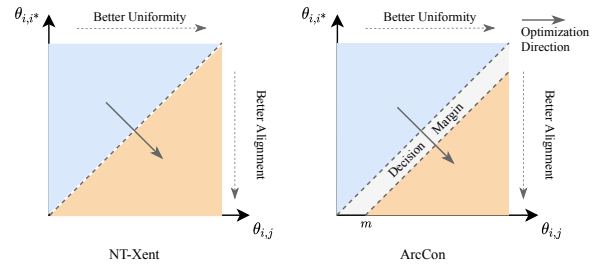 θi,i*
Better Uniformity
Better Alignment
θi,j
NT-Xent
θi,i*
Better Uniformity
Optimization
Direction
Decision Margin
Better Alignment
m
θi,j
ArcCon